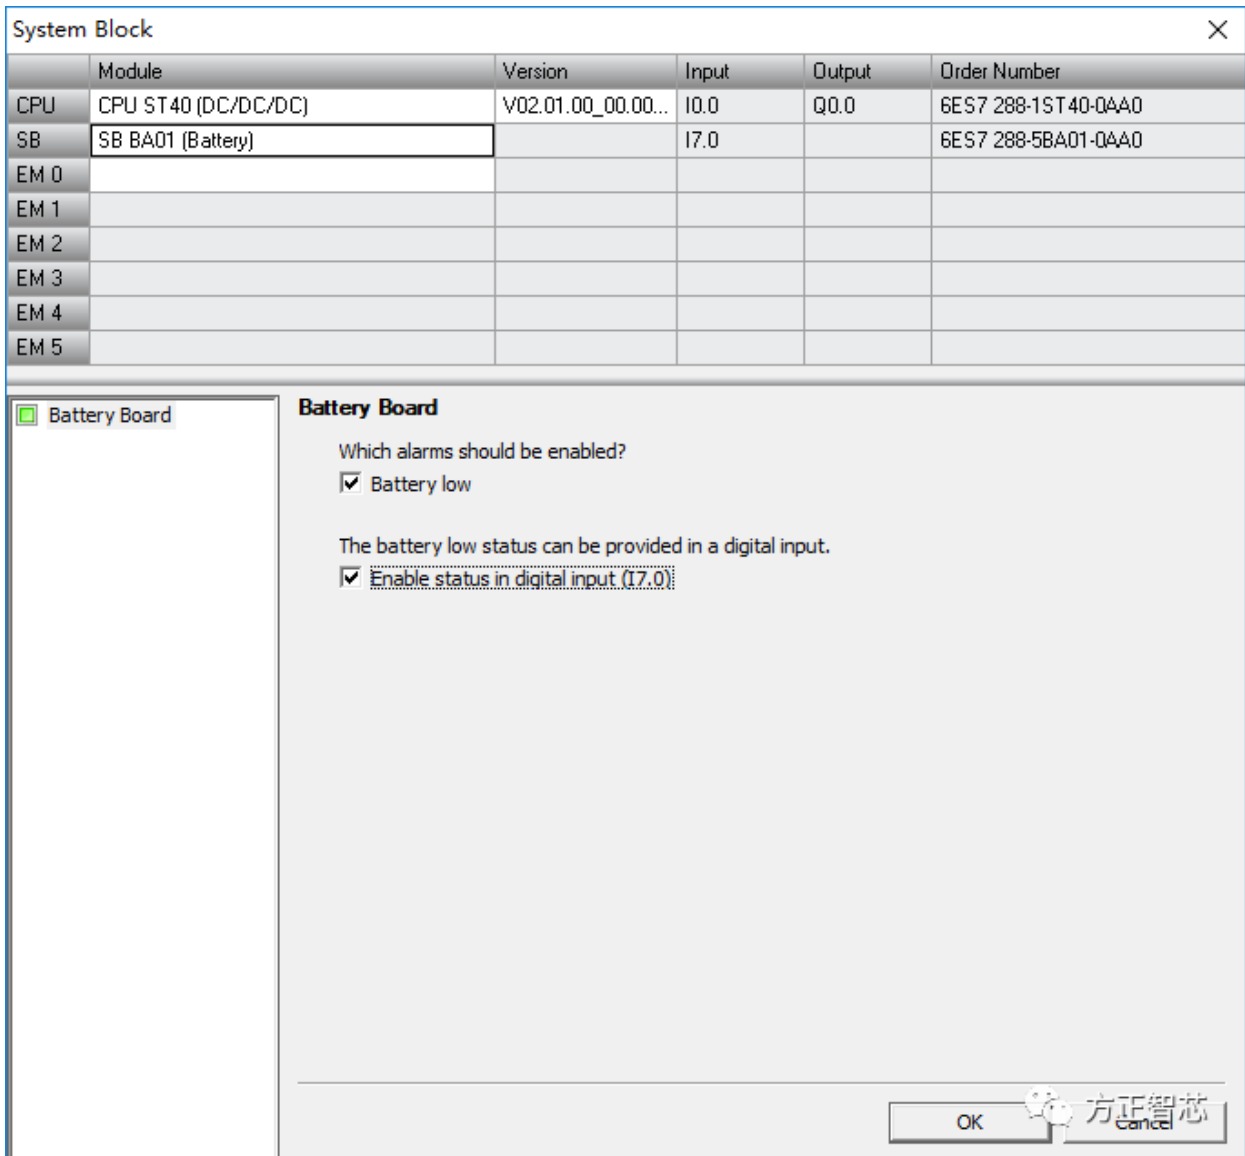 System Block
Module Version Input Output Order Number
CPU CPU ST40 (DC/DC/DC) V02.01.00_00.00... I0.0 Q0.0 6ES7 288-1ST40-0AA0
SB SB BA01 (Battery) I7.0 6ES7 288-5BA01-0AA0
EM 0
EM 1
EM 2
EM 3
EM 4
EM 5
Battery Board
Battery Board
Which alarms should be enabled?
Battery low
The battery low status can be provided in a digital input.
Enable status in digital input (I7.0)
OK Cancel
方正智芯